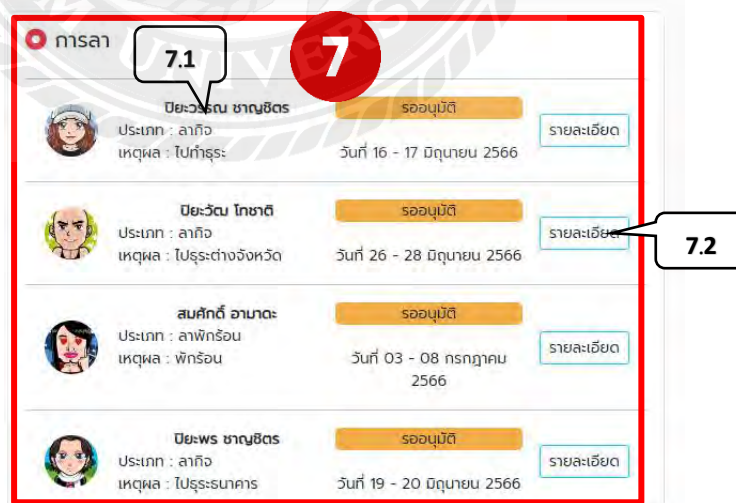 การลา
7
7.1
ปิยะวรรณ ชาญชิตร
รออนุมัติ
ประเภท : ลากิจ
รายละเอียด
เหตุผล : ไปทำธุระ
วันที่ 16 - 17 มิถุนายน 2566
ปิยะวัฒ โทชาติ
รออนุมัติ
ประเภท : ลากิจ
รายละเอียด
7.2
เหตุผล : ไปธุระต่างจังหวัด
วันที่ 26 - 28 มิถุนายน 2566
สมศักดิ์ อามาตะ
รออนุมัติ
ประเภท : ลาพักร้อน
รายละเอียด
เหตุผล : พักร้อน
วันที่ 03 - 08 กรกฎาคม
2566
ปิยะพร ชาญชิตร
รออนุมัติ
ประเภท : ลากิจ
รายละเอียด
เหตุผล : ไปธุระธนาคาร
วันที่ 19 - 20 มิถุนายน 2566